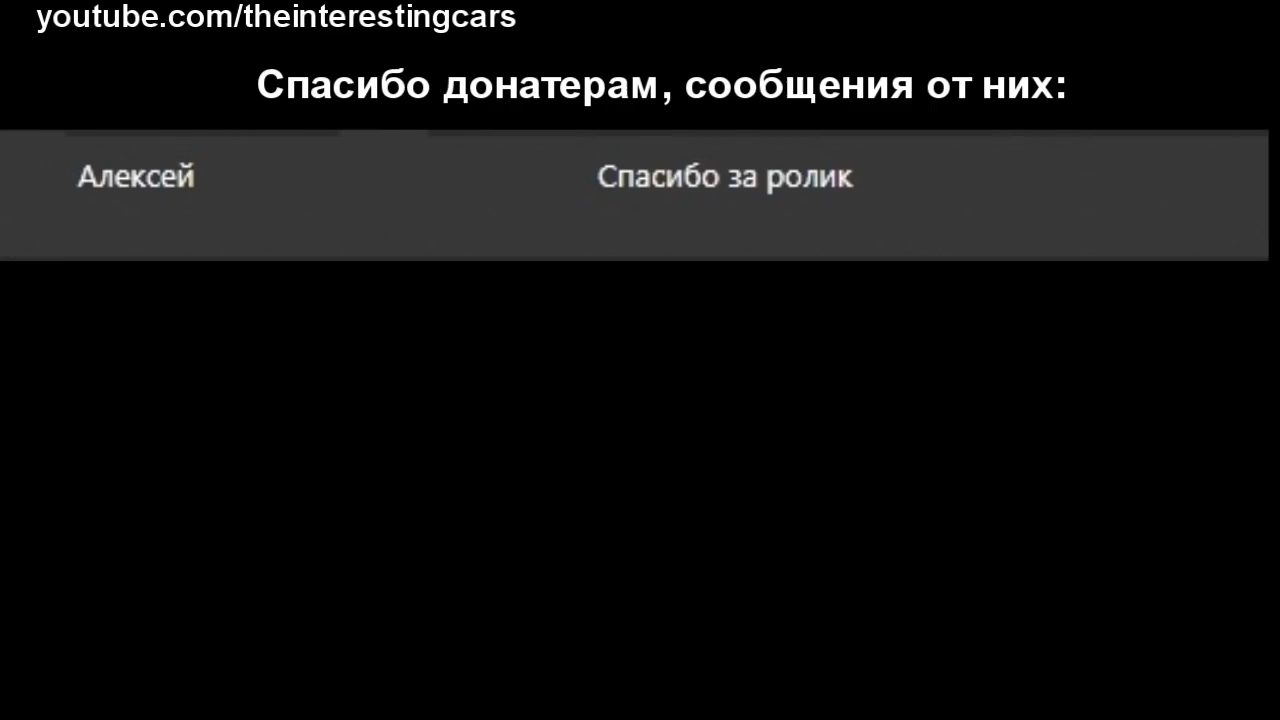 youtube.com/theinterestingcars
Спасибо донатерам, сообщения от них:
Алексей Спасибо за ролик